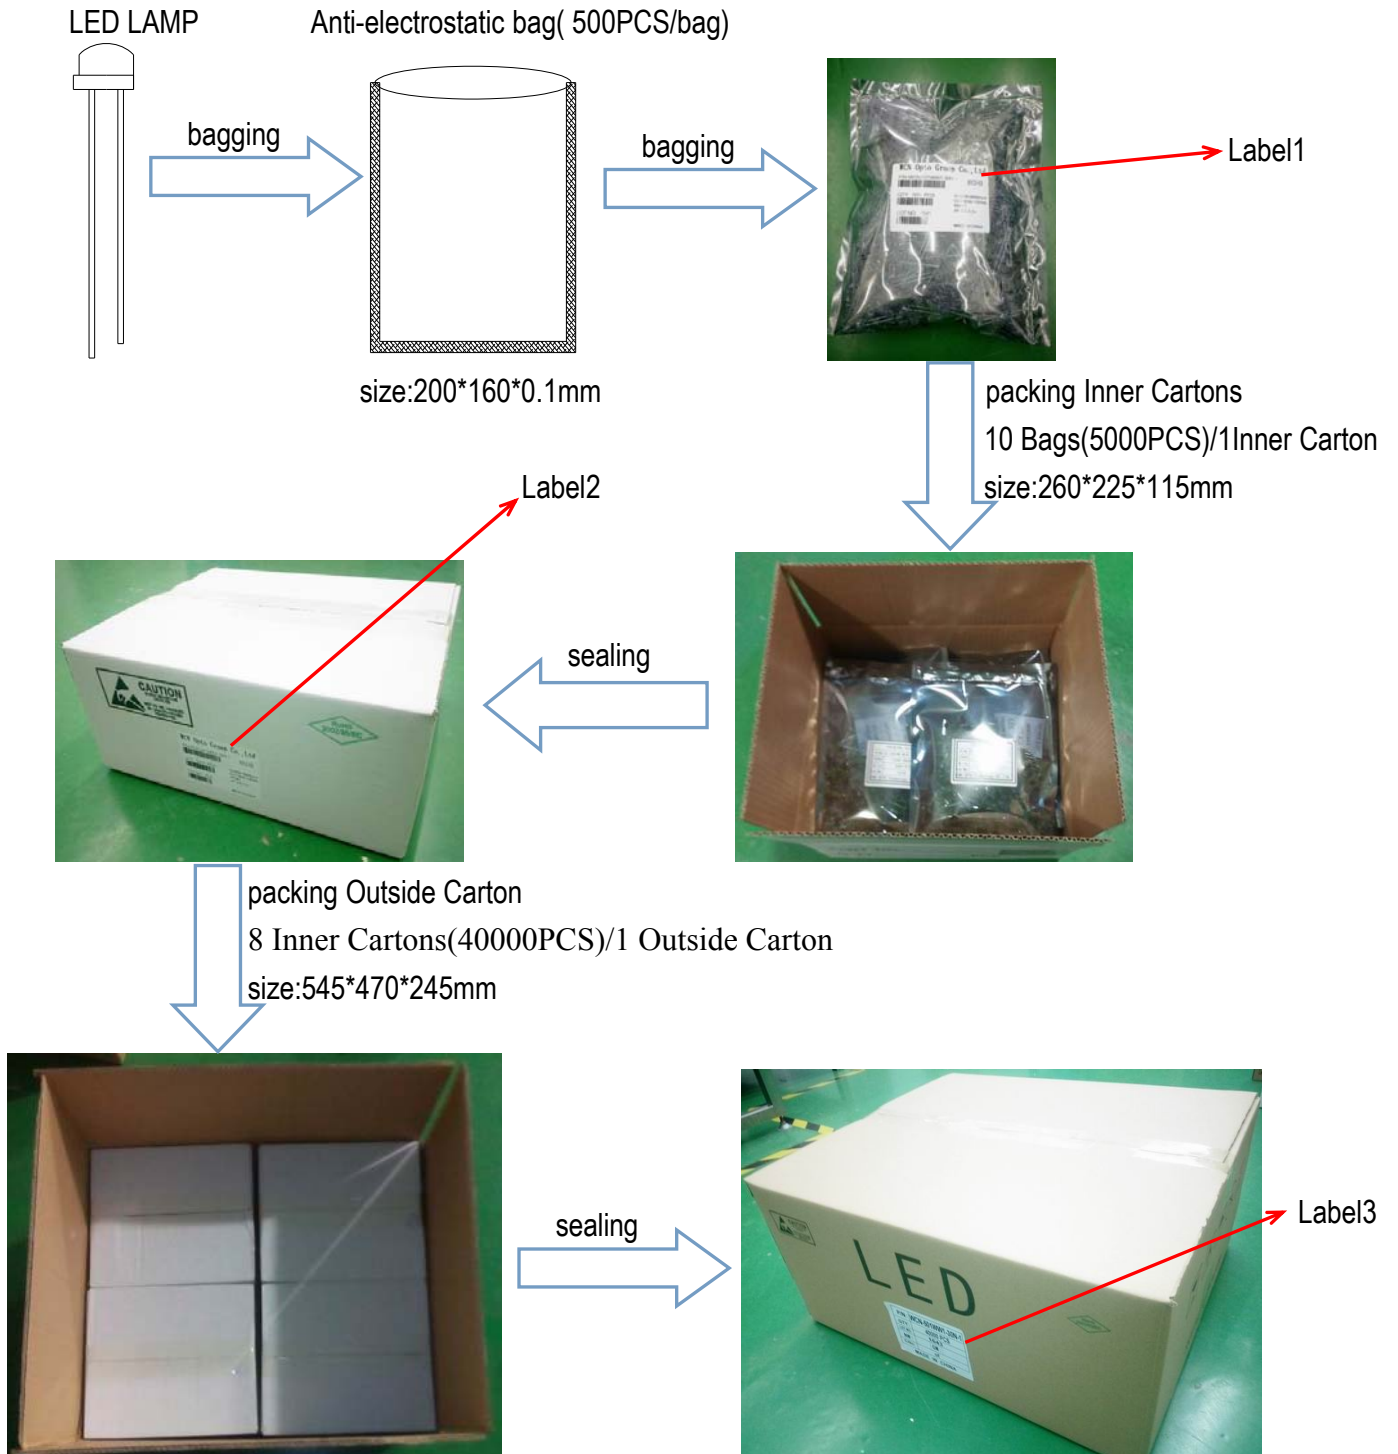 LED LAMP
Anti-electrostatic bag( 500PCS/bag)
bagging
bagging
Label1
size:200*160*0.1mm
packing Inner Cartons
10 Bags(5000PCS)/1Inner Carton
size:260*225*115mm
Label2
sealing
CAUTION
packing Outside Carton
8 Inner Cartons(40000PCS)/1 Outside Carton
size:545*470*245mm
sealing
Label3
LED